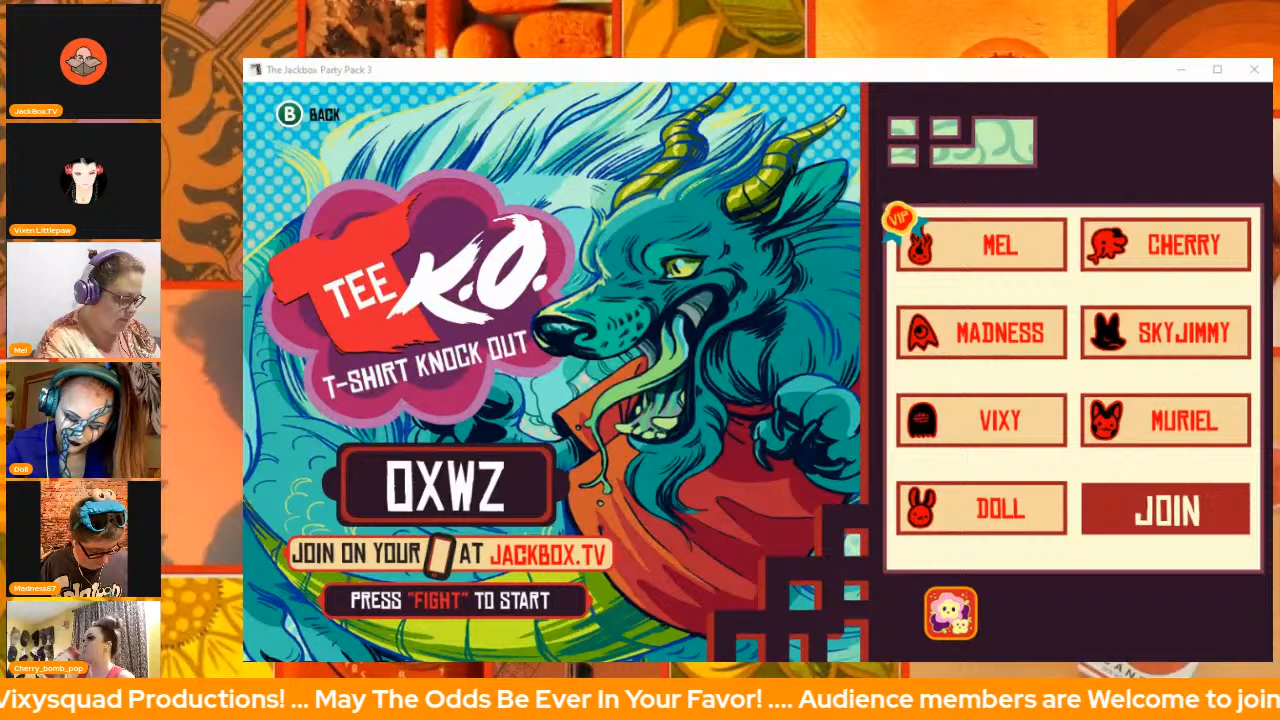 JackBox.TV
Vixen Littlepaw
Mel
Doll
Madness87
Cherry_bomb_pop
The Jackbox Party Pack 3
B BACK
TEE K.O.
T-SHIRT KNOCK OUT
OXWZ
JOIN ON YOUR AT JACKBOX.TV
PRESS "FIGHT" TO START
VIP
MEL
CHERRY
MADNESS
SKYJIMMY
VIXY
MURIEL
DOLL
JOIN
Vixysquad Productions! ... May The Odds Be Ever In Your Favor! .... Audience members are Welcome to join